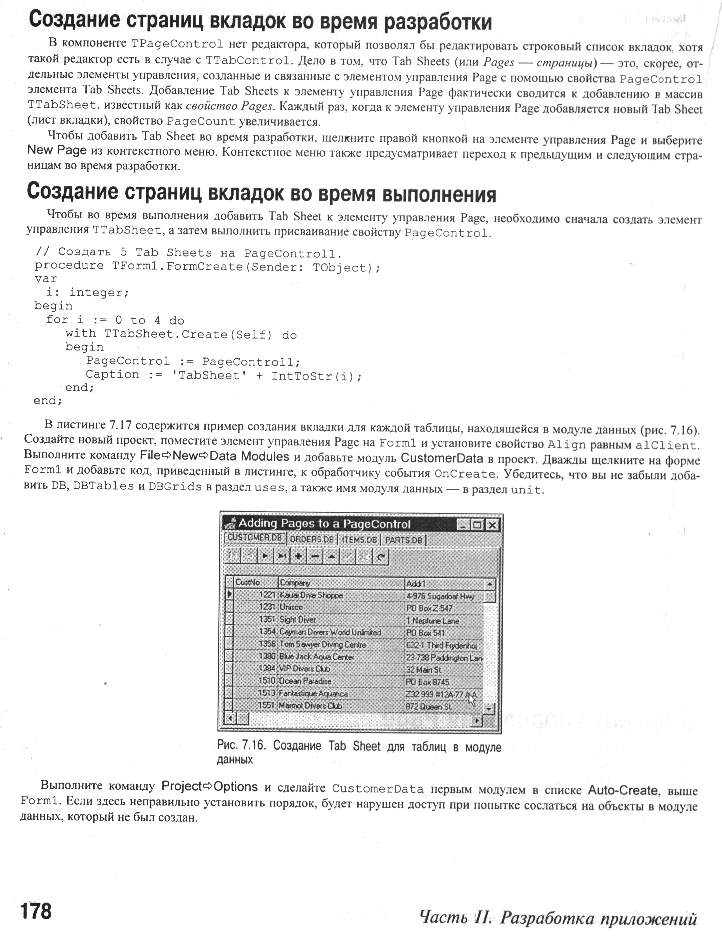 Создание страниц вкладок во время разработки
В компоненте TPageControl нет редактора, который позволял бы редактировать строковый список вкладок, хотя
такой редактор есть в случае с TTabControl. Дело в том, что Tab Sheets (или Pages — страницы) — это, скорее, от-
дельные элементы управления, созданные и связанные с элементом управления Page с помощью свойства PageControl
элемента Tab Sheets. Добавление Tab Sheets к элементу управления Page фактически сводится к добавлению в массив
TTabSheet, известный как свойство Pages. Каждый раз, когда к элементу управления Page добавляется новый Tab Sheet
(лист вкладки), свойство PageCount увеличивается.
Чтобы добавить Tab Sheet во время разработки, щелкните правой кнопкой на элементе управления Page и выберите
New Page из контекстного меню. Контекстное меню также предусматривает переход к предыдущим и следующим стра-
ницам во время разработки.
Создание страниц вкладок во время выполнения
Чтобы во время выполнения добавить Tab Sheet к элементу управления Page, необходимо сначала создать элемент
управления TTabSheet, а затем выполнить присваивание свойству PageControl.
// Создать 5 Tab Sheets на PageControl1.
procedure TForm1.FormCreate(Sender: TObject);
var
i: integer;
begin
for i := 0 to 4 do
with TTabSheet.Create(Self) do
begin
PageControl := PageControl1;
Caption := 'TabSheet' + IntToStr(i);
end;
end;
В листинге 7.17 содержится пример создания вкладки для каждой таблицы, находящейся в модуле данных (рис. 7.16).
Создайте новый проект, поместите элемент управления Page на Form1 и установите свойство Align равным alClient.
Выполните команду File⇨New⇨Data Modules и добавьте модуль CustomerData в проект. Дважды щелкните на форме
Form1 и добавьте код, приведенный в листинге, к обработчику события OnCreate. Убедитесь, что вы не забыли доба-
вить DB, DBTables и DBGrids в раздел uses, а также имя модуля данных — в раздел unit.
Adding Pages to a PageControl
CUSTOMER.DB ORDERS.DB ITEMS.DB PARTS.DB
CustNo Company Addr1
1221 Kauai Dive Shoppe 4-976 Sugarloaf Hwy
1231 Unisco PO Box Z-547
1351 Sight Diver 1 Neptune Lane
1354 Cayman Divers World Unlimited PO Box 541
1356 Tom Sawyer Diving Centre 632-1 Third Frydenhoj
1380 Blue Jack Aqua Center 23-738 Paddington Lan
1384 VIP Divers Club 32 Main St.
1510 Ocean Paradise PO Box 8745
1513 Fantastique Aquatica Z32 999 #12A-77 A.A.
1551 Marmot Divers Club 872 Queen St.
Рис. 7.16. Создание Tab Sheet для таблиц в модуле
данных
Выполните команду Project⇨Options и сделайте CustomerData первым модулем в списке Auto-Create, выше
Form1. Если здесь неправильно установить порядок, будет нарушен доступ при попытке сослаться на объекты в модуле
данных, который не был создан.
178
Часть II. Разработка приложений